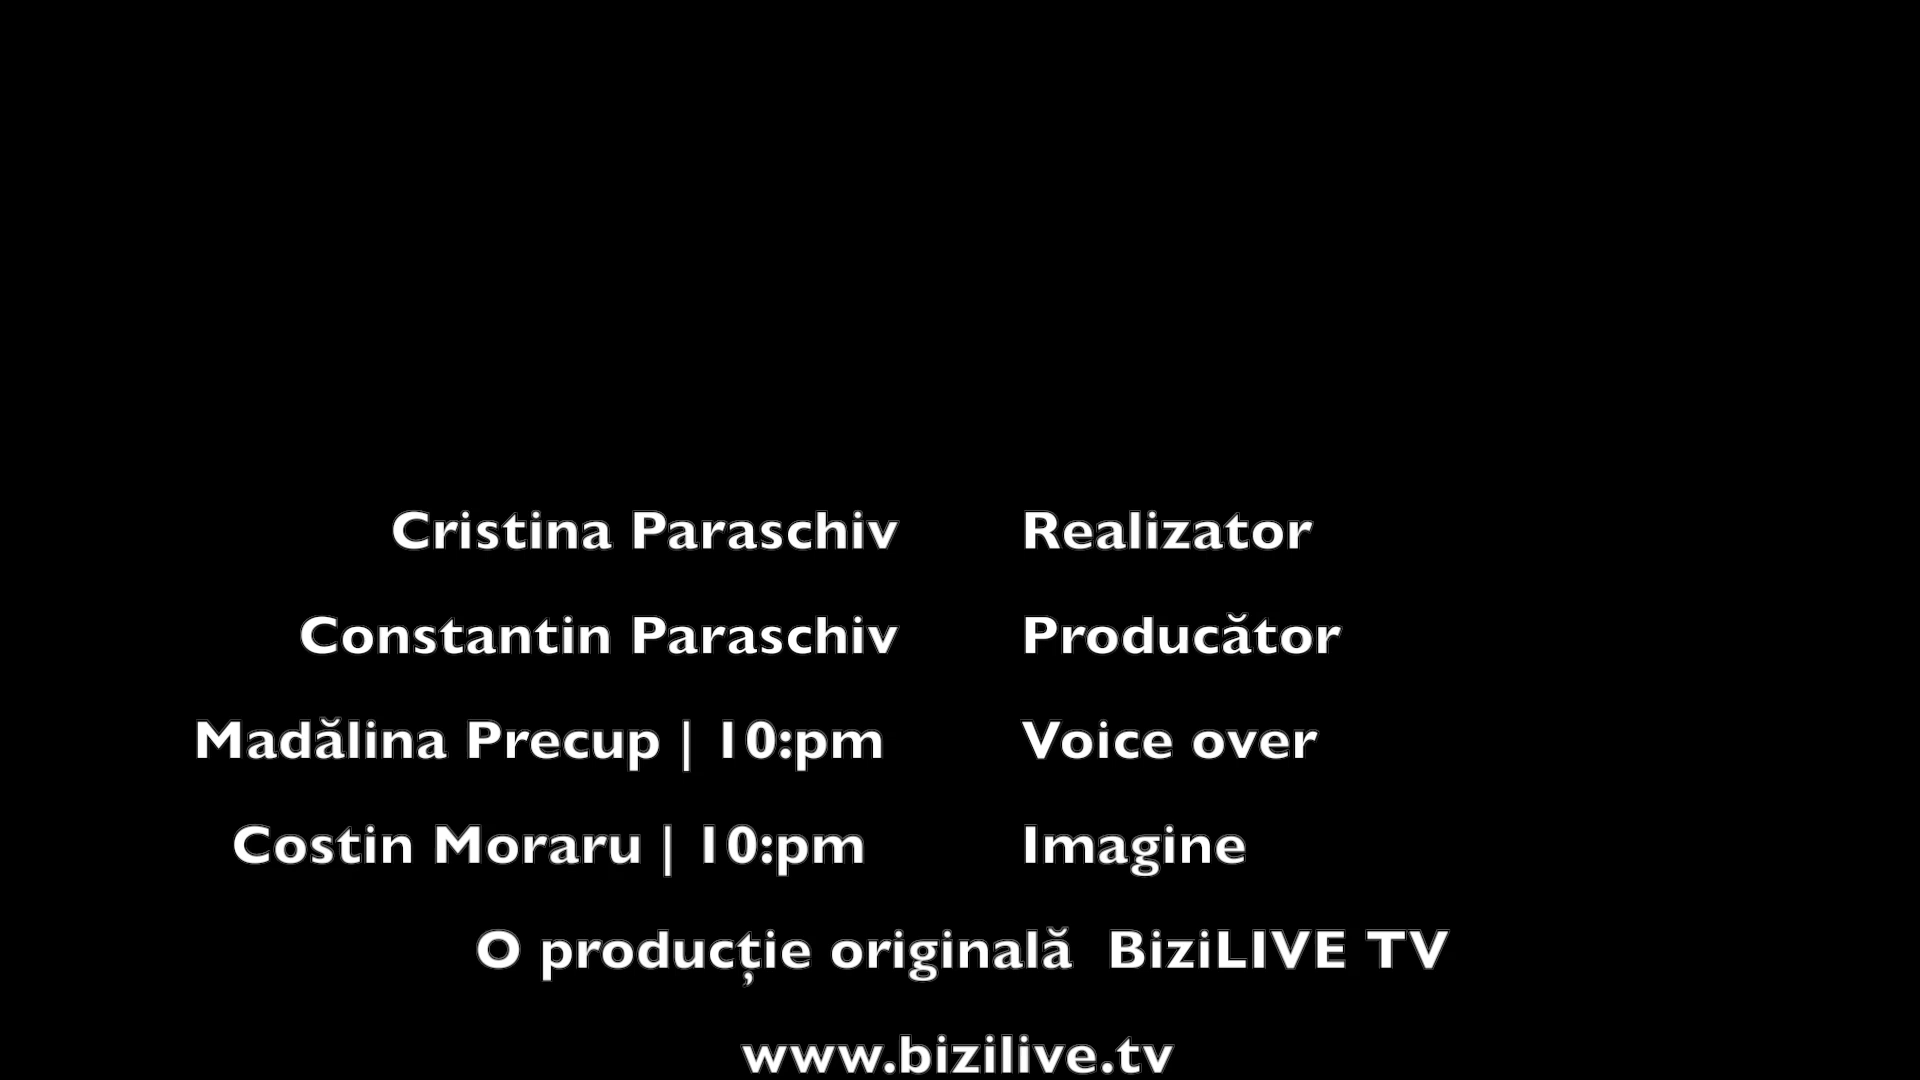 Cristina Paraschiv Realizator
Constantin Paraschiv Producător
Madălina Precup | 10:pm Voice over
Costin Moraru | 10:pm Imagine
O producție originală BiziLIVE TV
www.bizilive.tv